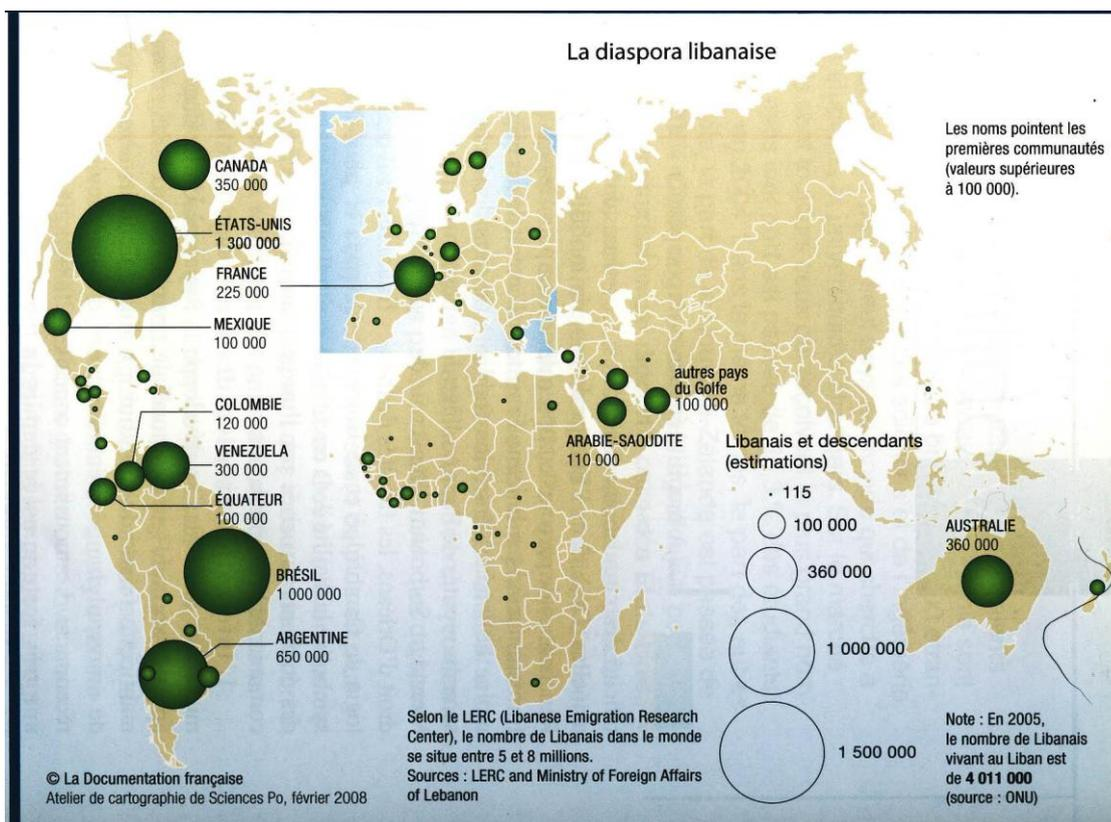 La diaspora libanaise
Les noms pointent les
premières communautés
(valeurs supérieures
à 100 000).
CANADA
350 000
ÉTATS-UNIS
1 300 000
FRANCE
225 000
MEXIQUE
100 000
COLOMBIE
120 000
VENEZUELA
300 000
ÉQUATEUR
100 000
BRÉSIL
1 000 000
ARGENTINE
650 000
autres pays
du Golfe
100 000
ARABIE-SAOUDITE
110 000
Libanais et descendants
(estimations)
115
100 000
360 000
1 000 000
1 500 000
AUSTRALIE
360 000
Selon le LERC (Libanese Emigration Research
Center), le nombre de Libanais dans le monde
se situe entre 5 et 8 millions.
Sources : LERC and Ministry of Foreign Affairs
of Lebanon
Note : En 2005,
le nombre de Libanais
vivant au Liban est
de 4 011 000
(source : ONU)
© La Documentation française
Atelier de cartographie de Sciences Po, février 2008